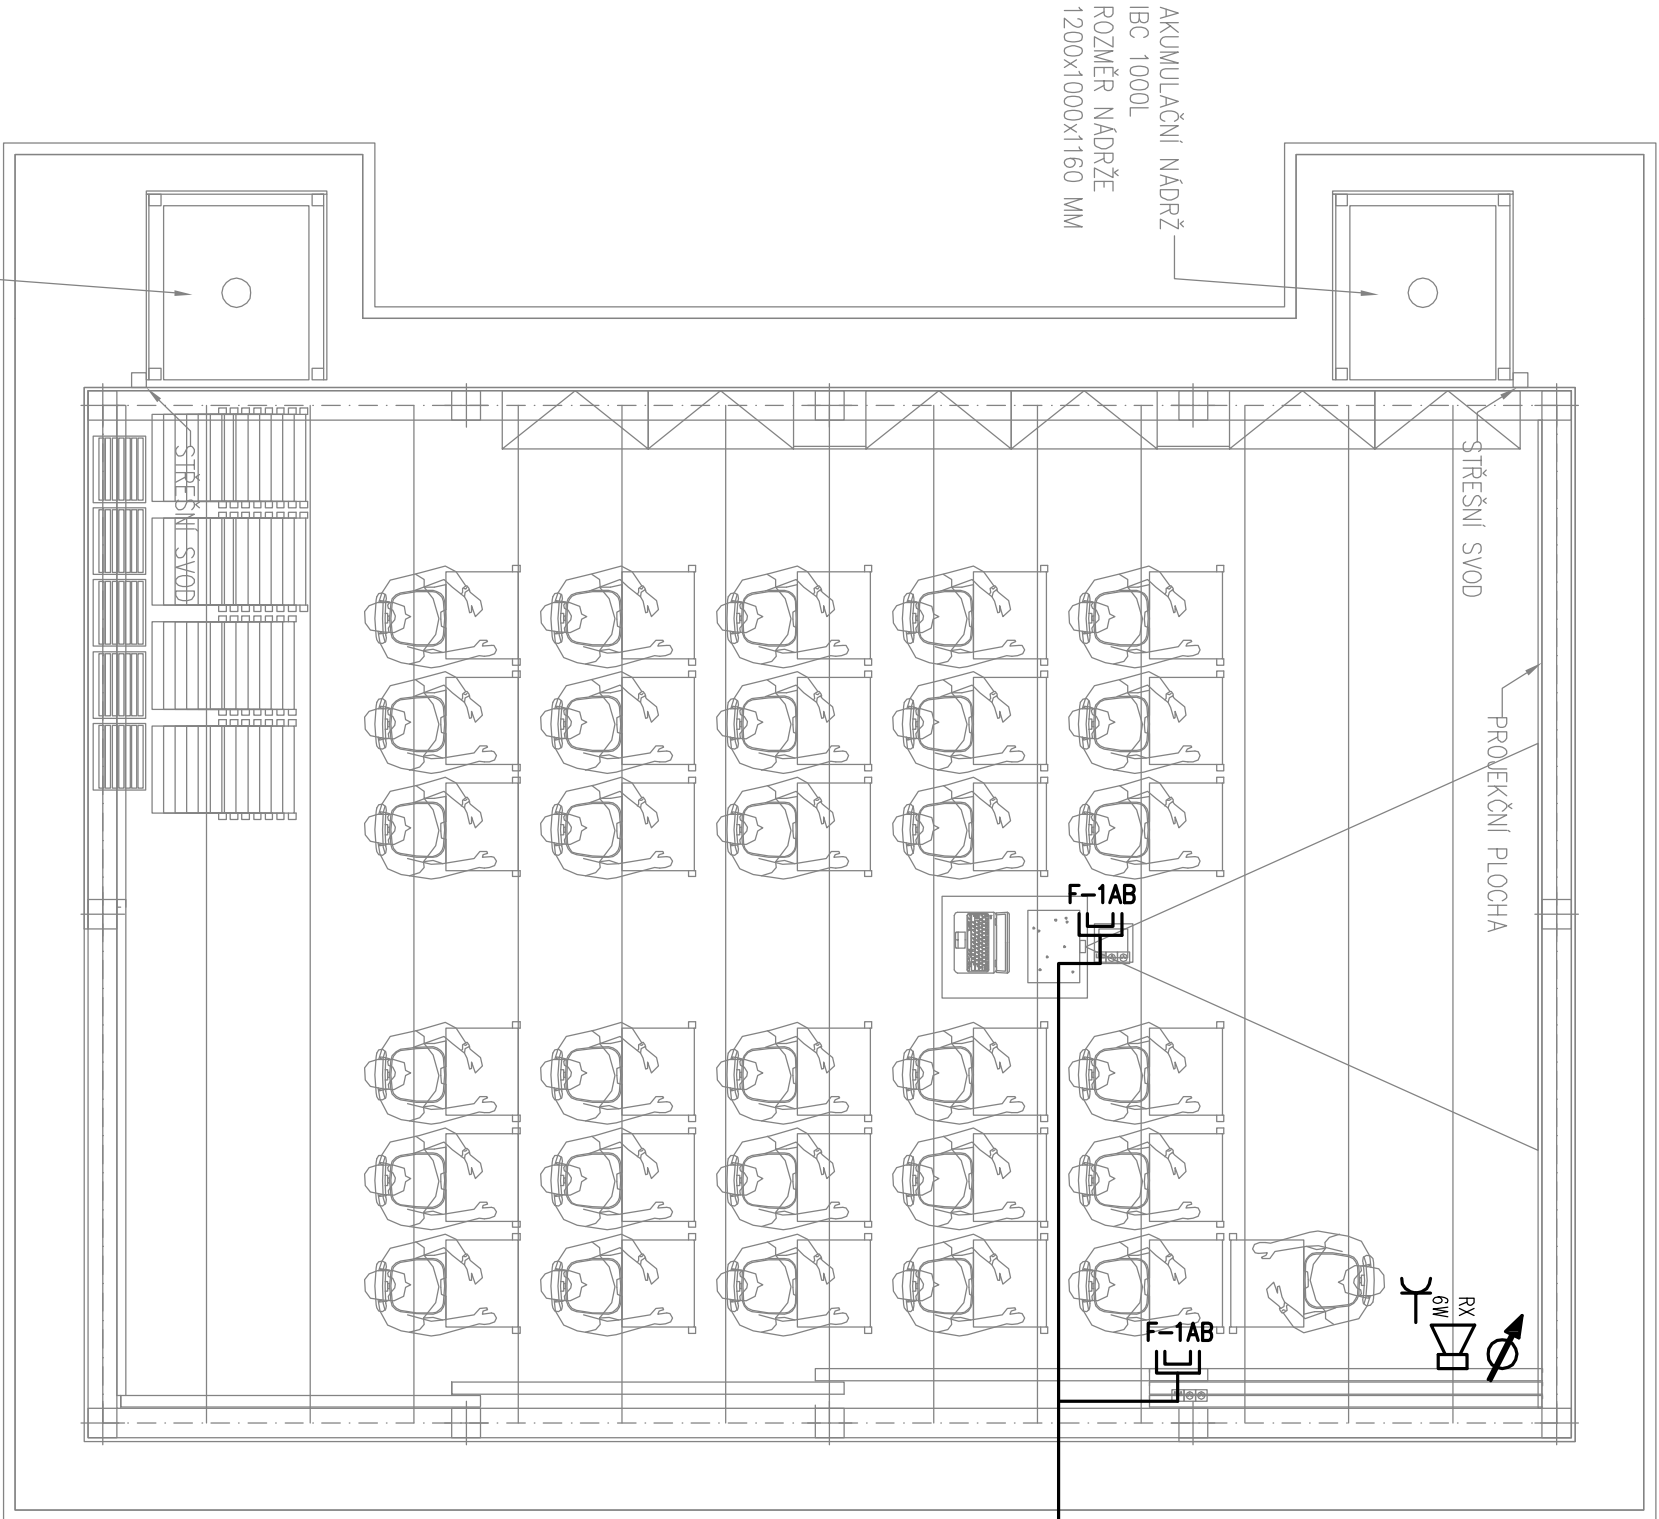 AKUMULAČNÍ NÁDRŽ
IBC 1000L
ROZMĚR NÁDRŽE
1200x1000x1160 MM
STŘEŠNÍ SVOD
STŘEŠNÍ SVOD
PROJEKČNÍ PLOCHA
F-1AB
F-1AB
RX
6W